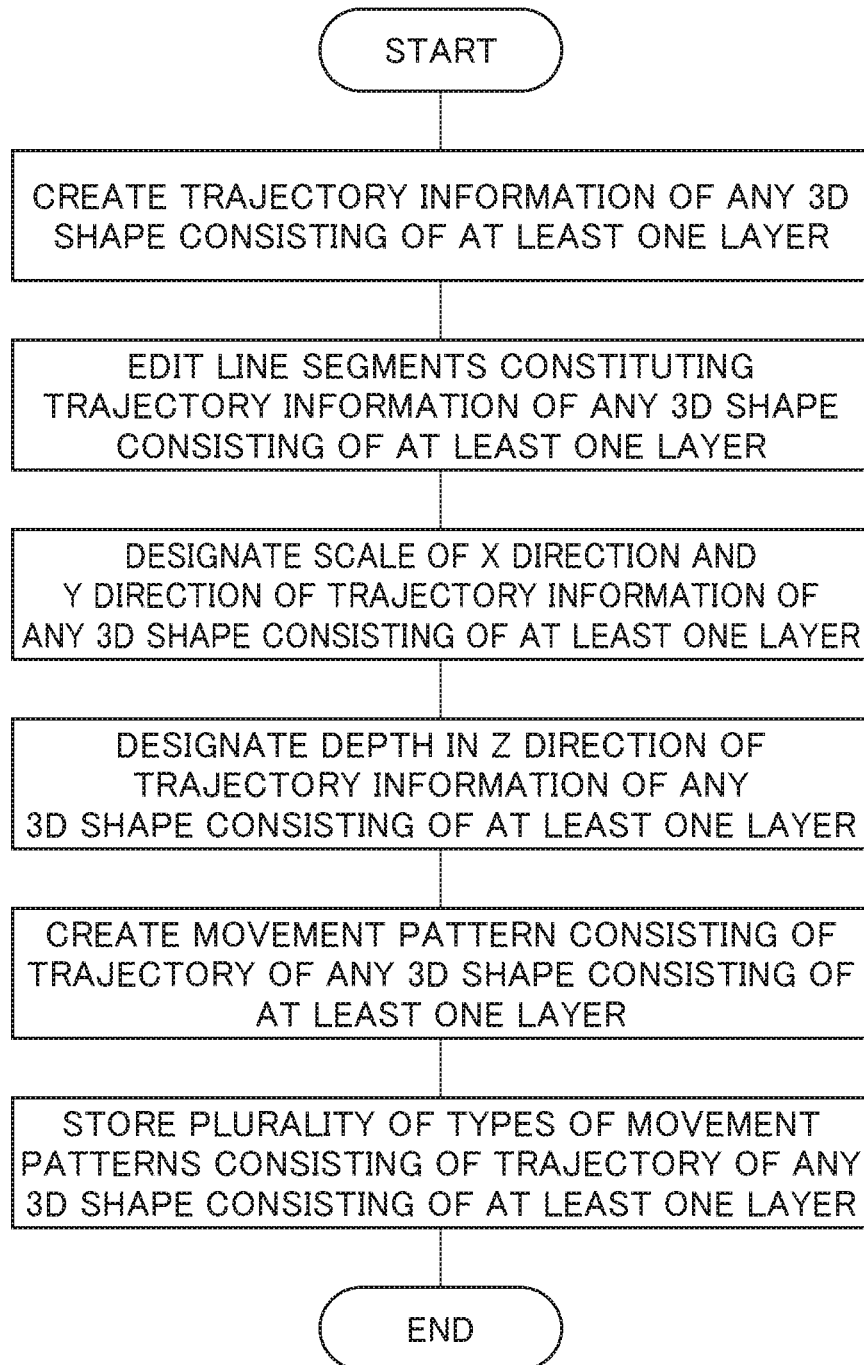 START
CREATE TRAJECTORY INFORMATION OF ANY 3D
SHAPE CONSISTING OF AT LEAST ONE LAYER
EDIT LINE SEGMENTS CONSTITUTING
TRAJECTORY INFORMATION OF ANY 3D SHAPE
CONSISTING OF AT LEAST ONE LAYER
DESIGNATE SCALE OF X DIRECTION AND
Y DIRECTION OF TRAJECTORY INFORMATION OF
ANY 3D SHAPE CONSISTING OF AT LEAST ONE LAYER
DESIGNATE DEPTH IN Z DIRECTION OF
TRAJECTORY INFORMATION OF ANY
3D SHAPE CONSISTING OF AT LEAST ONE LAYER
CREATE MOVEMENT PATTERN CONSISTING OF
TRAJECTORY OF ANY 3D SHAPE CONSISTING OF
AT LEAST ONE LAYER
STORE PLURALITY OF TYPES OF MOVEMENT
PATTERNS CONSISTING OF TRAJECTORY OF ANY
3D SHAPE CONSISTING OF AT LEAST ONE LAYER
END